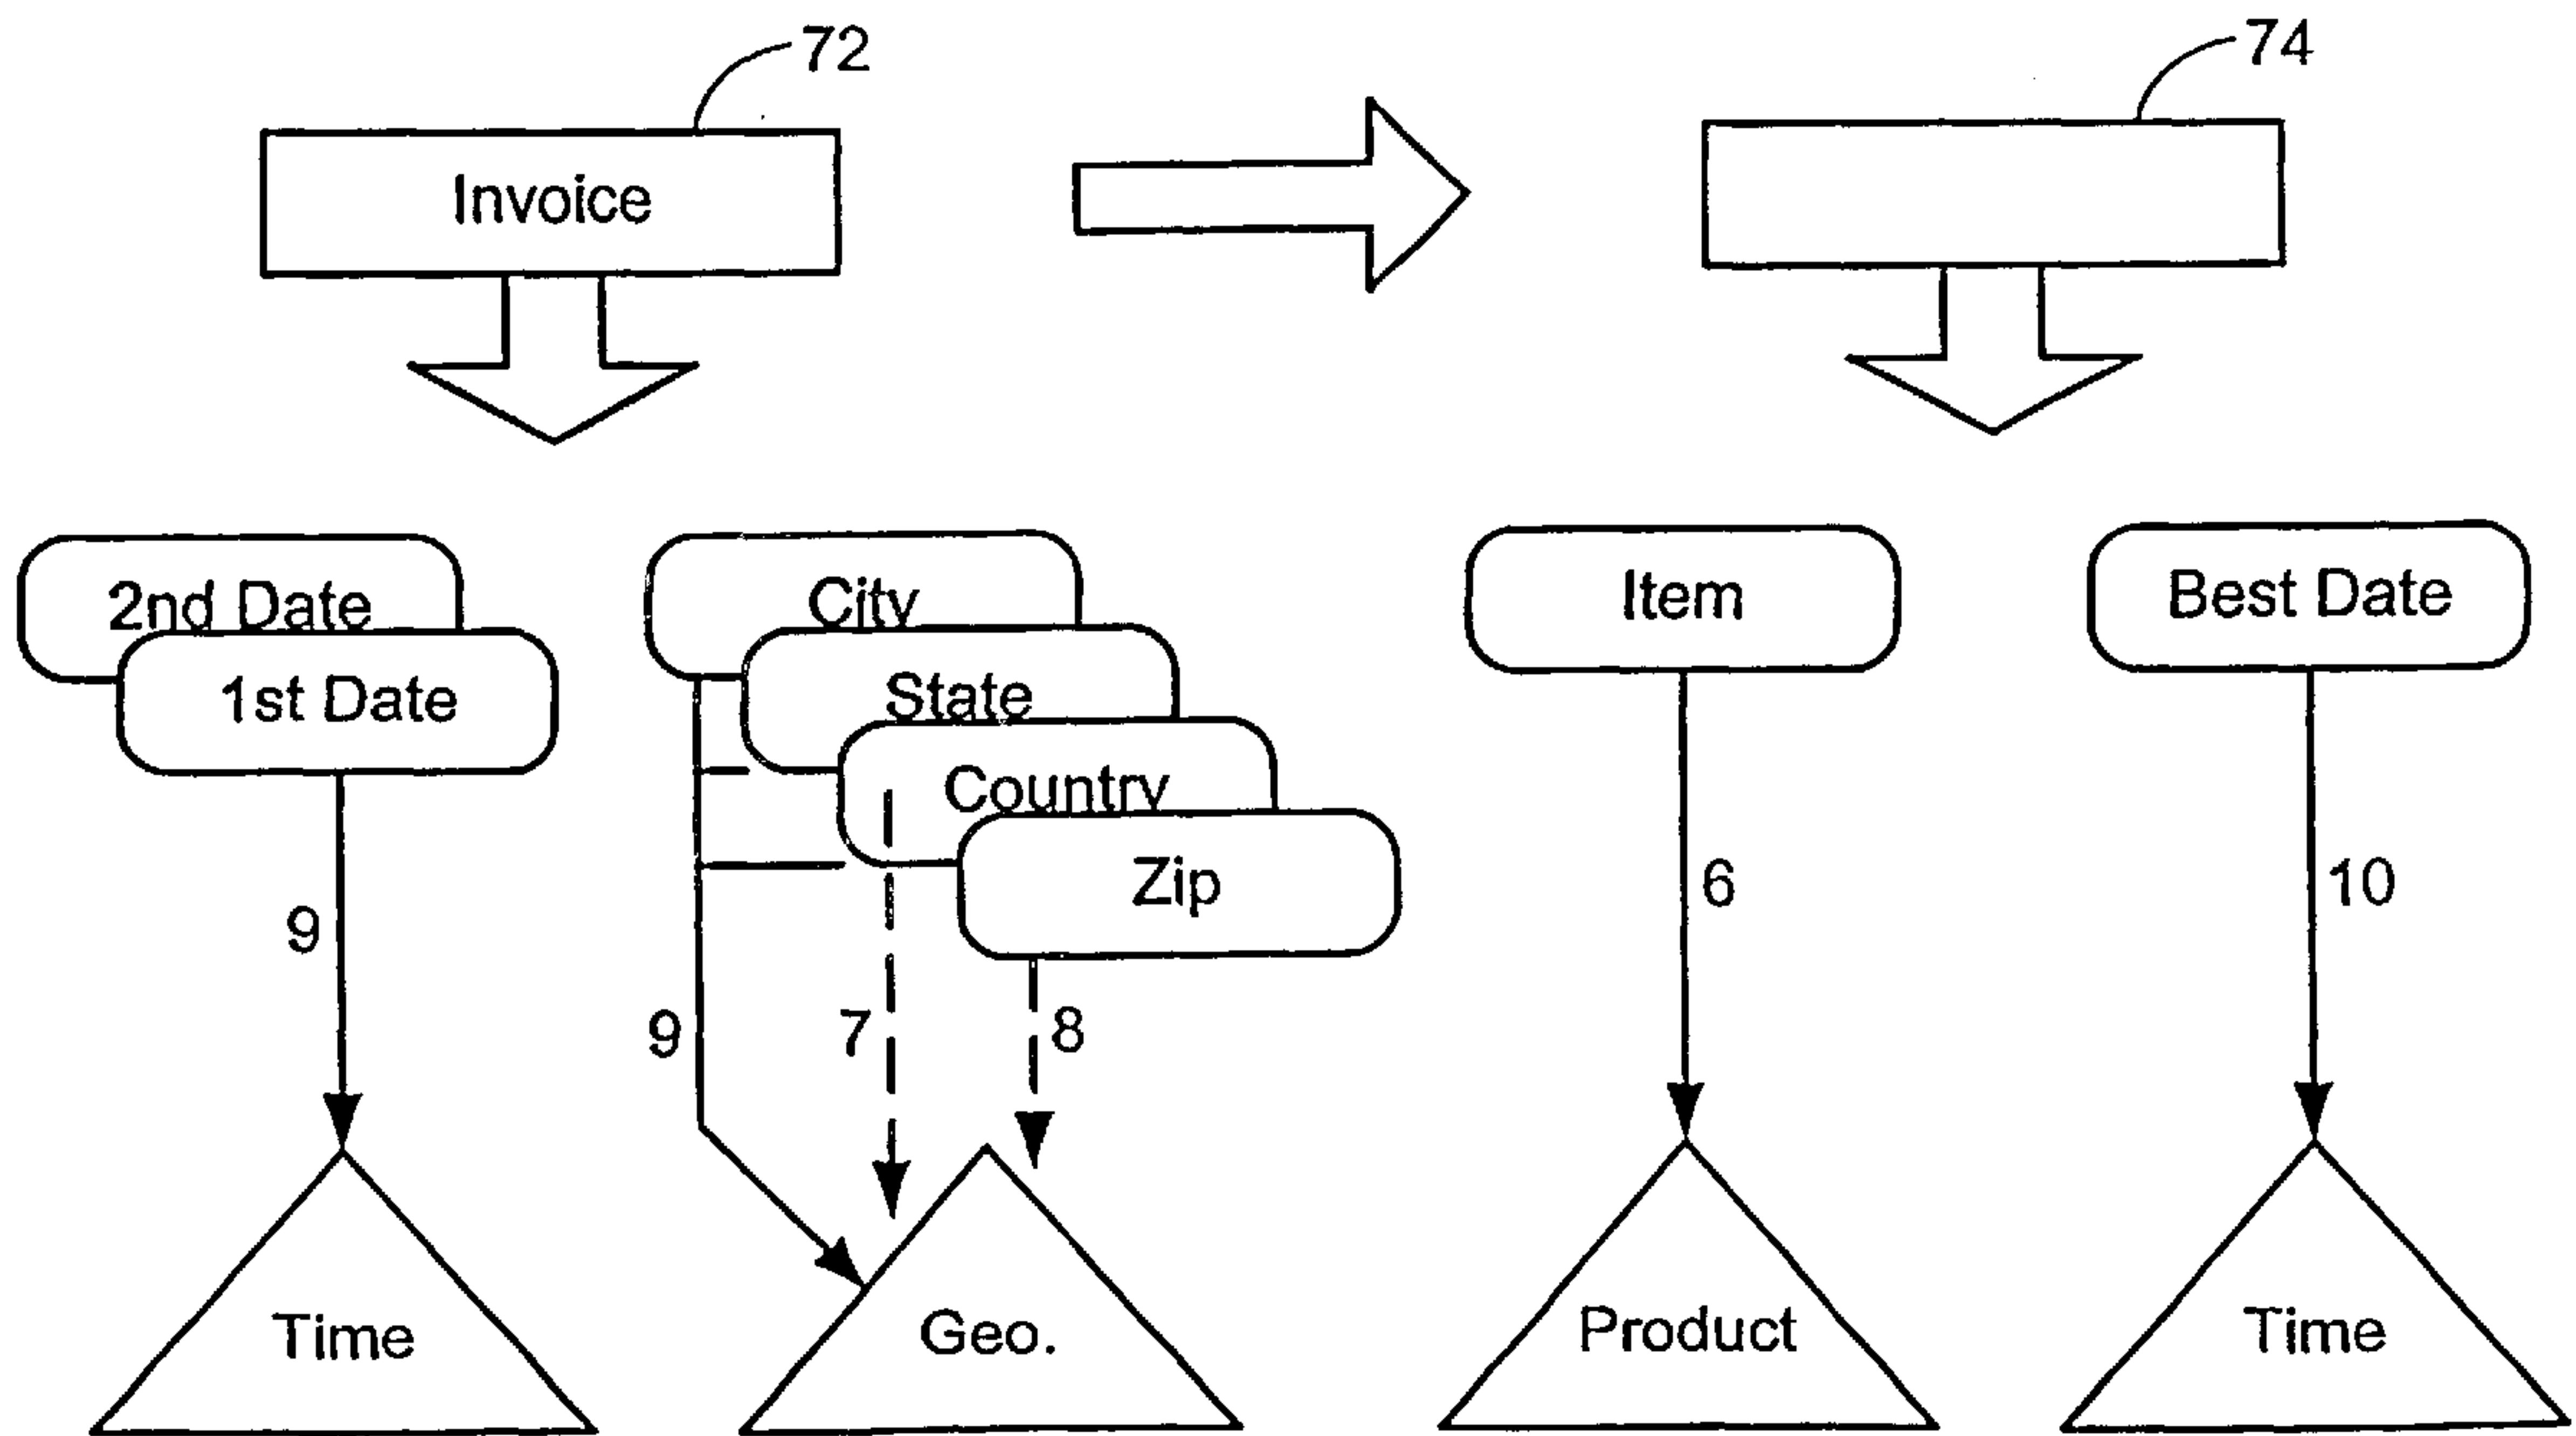 72
74
Invoice
2nd Date
1st Date
City
State
Country
Zip
Item
Best Date
9
9
7
8
6
10
Time
Geo.
Product
Time